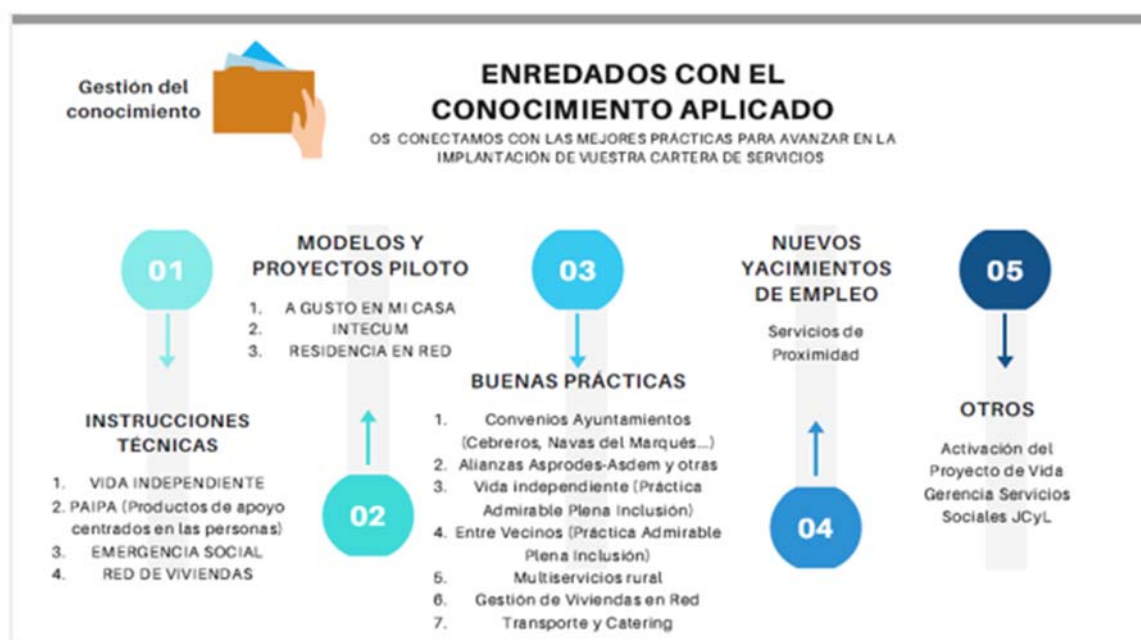 Gestión del
conocimiento
ENREDADOS CON EL
CONOCIMIENTO APLICADO
OS CONECTAMOS CON LAS MEJORES PRÁCTICAS PARA AVANZAR EN LA
IMPLANTACIÓN DE VUESTRA CARTERA DE SERVICIOS
01
INSTRUCCIONES
TÉCNICAS
1. VIDA INDEPENDIENTE
2. PAIPA (Productos de apoyo
centrados en las personas)
3. EMERGENCIA SOCIAL
4. RED DE VIVIENDAS
MODELOS Y
PROYECTOS PILOTO
1. A GUSTO EN MI CASA
2. INTECUM
3. RESIDENCIA EN RED
02
03
BUENAS PRÁCTICAS
1. Convenios Ayuntamientos
(Cebreros, Navas del Marqués...)
2. Alianzas Asprodes-Asdem y otras
3. Vida independiente (Práctica
Admirable Plena Inclusión)
4. Entre Vecinos (Práctica Admirable
Plena Inclusión)
5. Multiservicios rural
6. Gestión de Viviendas en Red
7. Transporte y Catering
NUEVOS
YACIMIENTOS
DE EMPLEO
Servicios de
Proximidad
04
05
OTROS
Activación del
Proyecto de Vida
Gerencia Servicios
Sociales JCyL